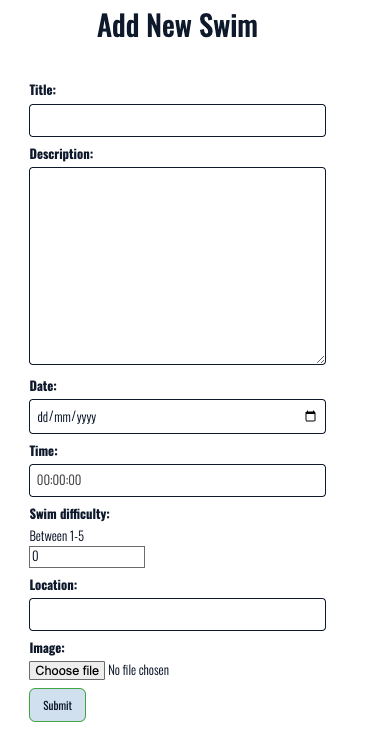 Add New Swim
Title:
Description:
Date:
dd/mm/yyyy
Time:
00:00:00
Swim difficulty:
Between 1-5
0
Location:
Image:
Choose file No file chosen
Submit